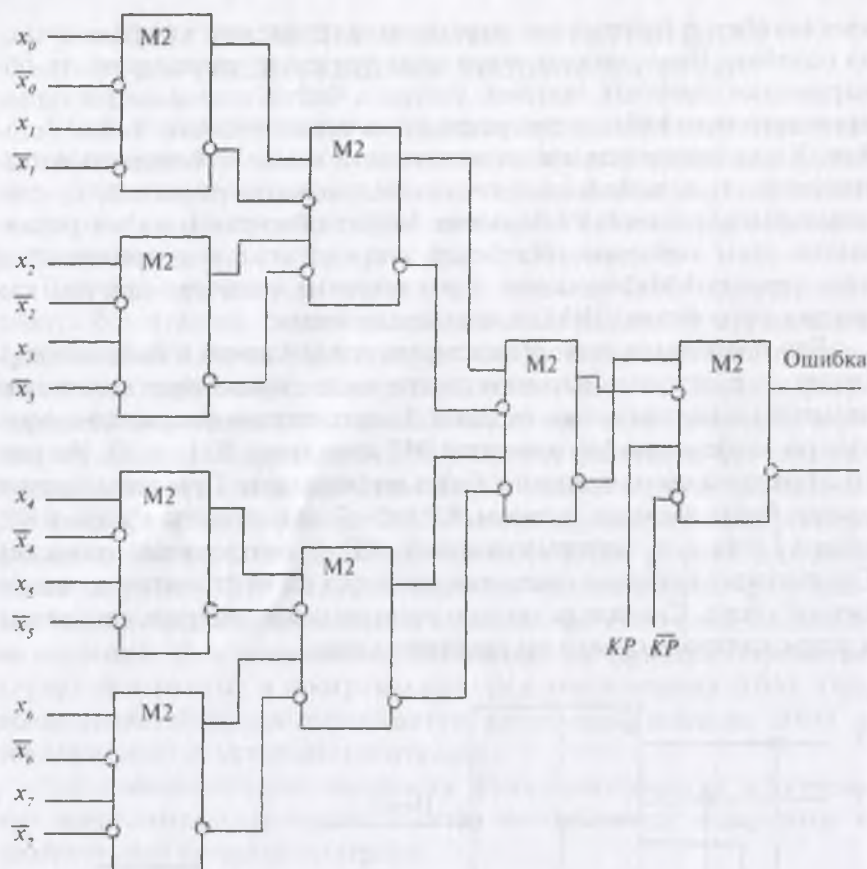 x₀
x̅₀
x₁
x̅₁
M2
M2
x₂
x̅₂
x₃
x̅₃
M2
M2
M2
Ошибка
x₄
x̅₄
x₅
x̅₅
M2
M2
KP K̅P̅
x₆
x̅₆
x₇
x̅₇
M2